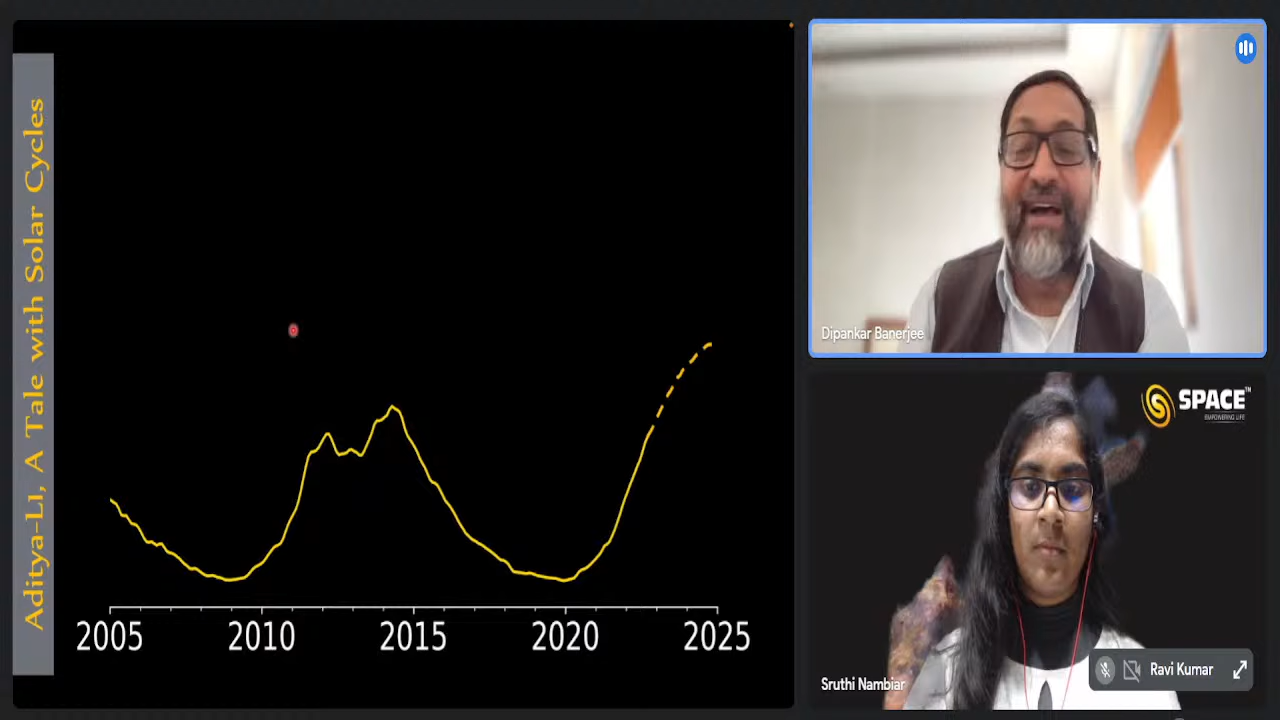 Aditya-L1, A Tale with Solar Cycles
2005 2010 2015 2020 2025
Dipankar Banerjee
SPACE™
EMPOWERING LIFE
Sruthi Nambiar
Ravi Kumar